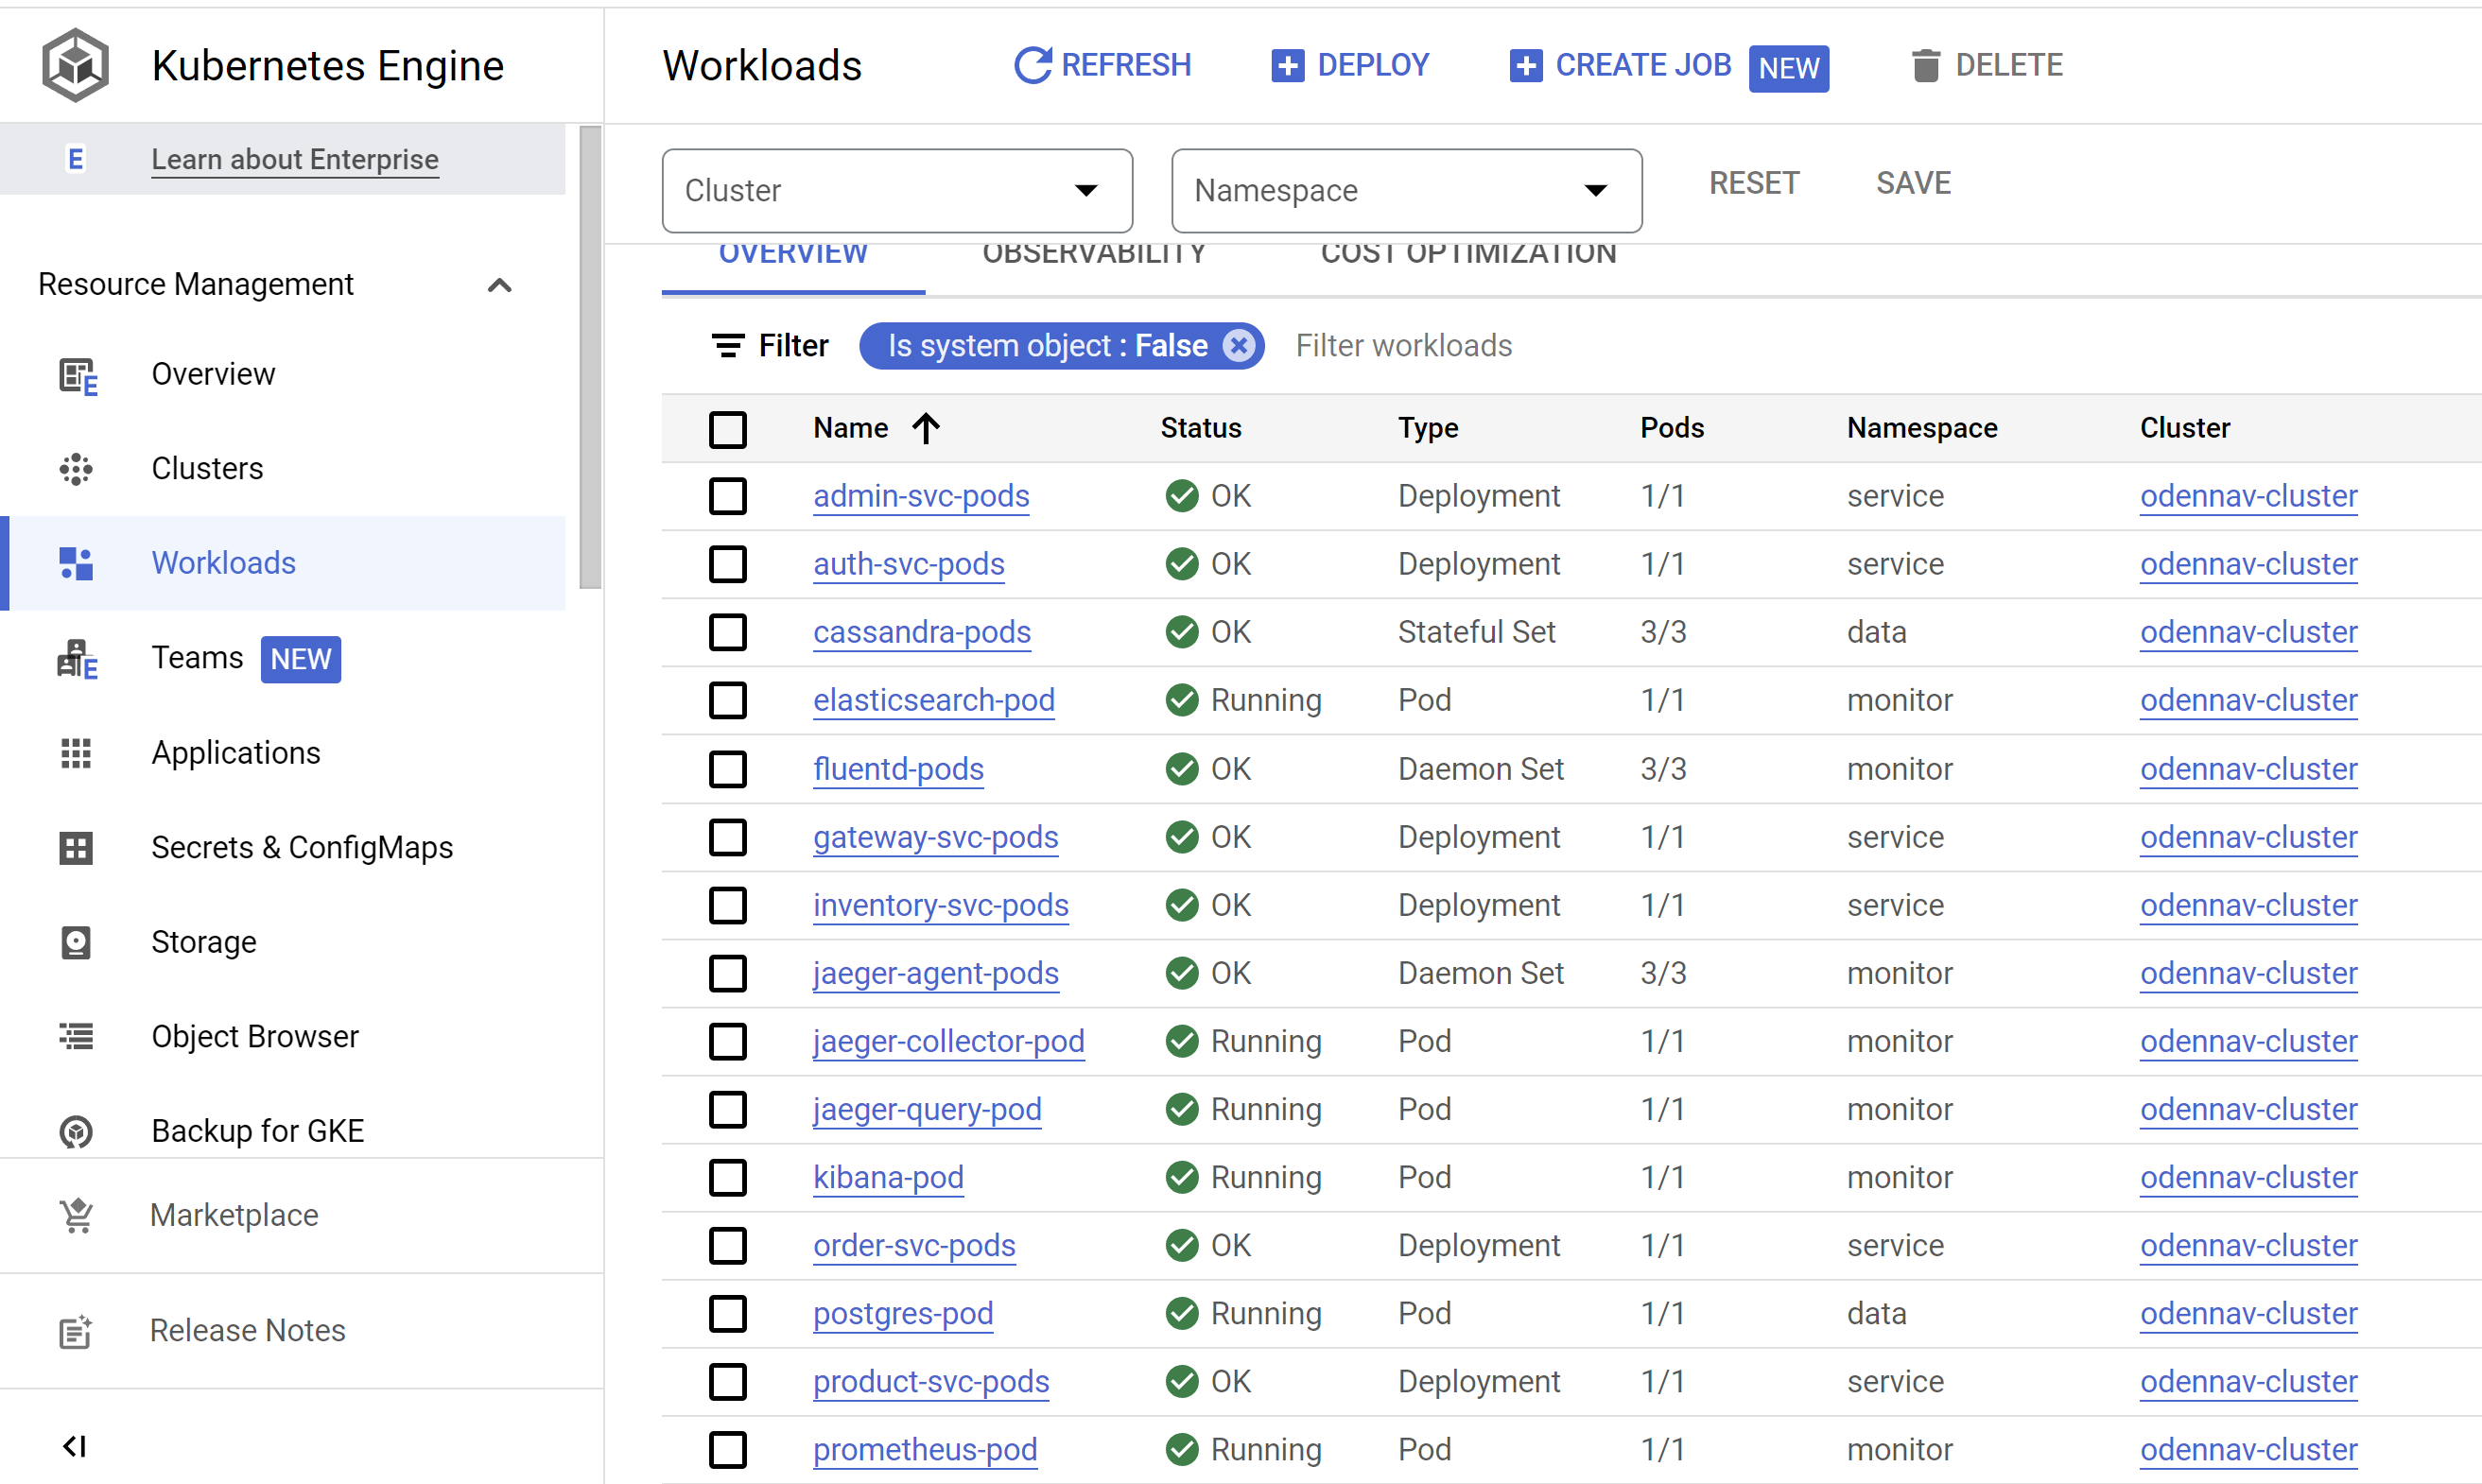 Kubernetes Engine
E Learn about Enterprise
Resource Management
Overview
Clusters
Workloads
Teams NEW
Applications
Secrets & ConfigMaps
Storage
Object Browser
Backup for GKE
Marketplace
Release Notes
Workloads REFRESH DEPLOY CREATE JOB NEW DELETE
Cluster Namespace RESET SAVE
OVERVIEW OBSERVABILITY COST OPTIMIZATION
Filter Is system object : False Filter workloads
Name Status Type Pods Namespace Cluster
admin-svc-pods OK Deployment 1/1 service odennav-cluster
auth-svc-pods OK Deployment 1/1 service odennav-cluster
cassandra-pods OK Stateful Set 3/3 data odennav-cluster
elasticsearch-pod Running Pod 1/1 monitor odennav-cluster
fluentd-pods OK Daemon Set 3/3 monitor odennav-cluster
gateway-svc-pods OK Deployment 1/1 service odennav-cluster
inventory-svc-pods OK Deployment 1/1 service odennav-cluster
jaeger-agent-pods OK Daemon Set 3/3 monitor odennav-cluster
jaeger-collector-pod Running Pod 1/1 monitor odennav-cluster
jaeger-query-pod Running Pod 1/1 monitor odennav-cluster
kibana-pod Running Pod 1/1 monitor odennav-cluster
order-svc-pods OK Deployment 1/1 service odennav-cluster
postgres-pod Running Pod 1/1 data odennav-cluster
product-svc-pods OK Deployment 1/1 service odennav-cluster
prometheus-pod Running Pod 1/1 monitor odennav-cluster